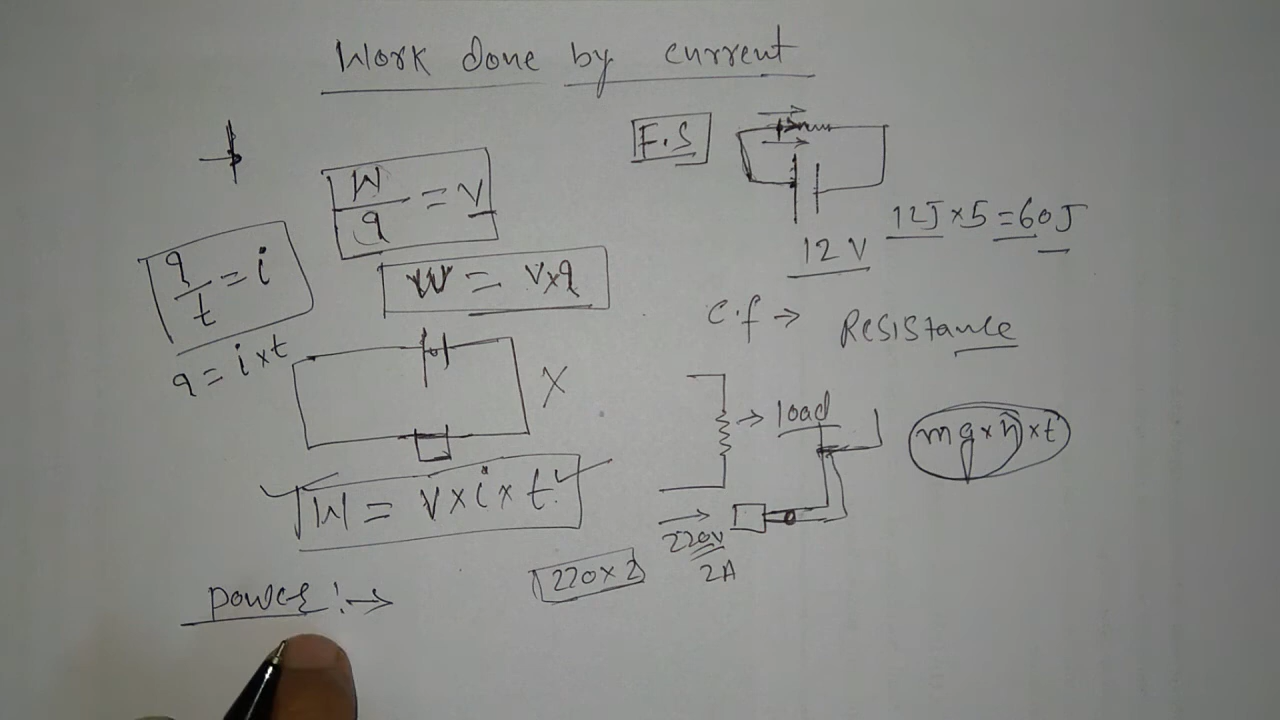 Work done by current
F.S
W/q = V
12J×5=60J
q/t = i
12 V
W = V×q
C.f → Resistance
q = i×t
X
→ load
mg×h×t
W = V×i×t
220V
220×2
2A
Power :→